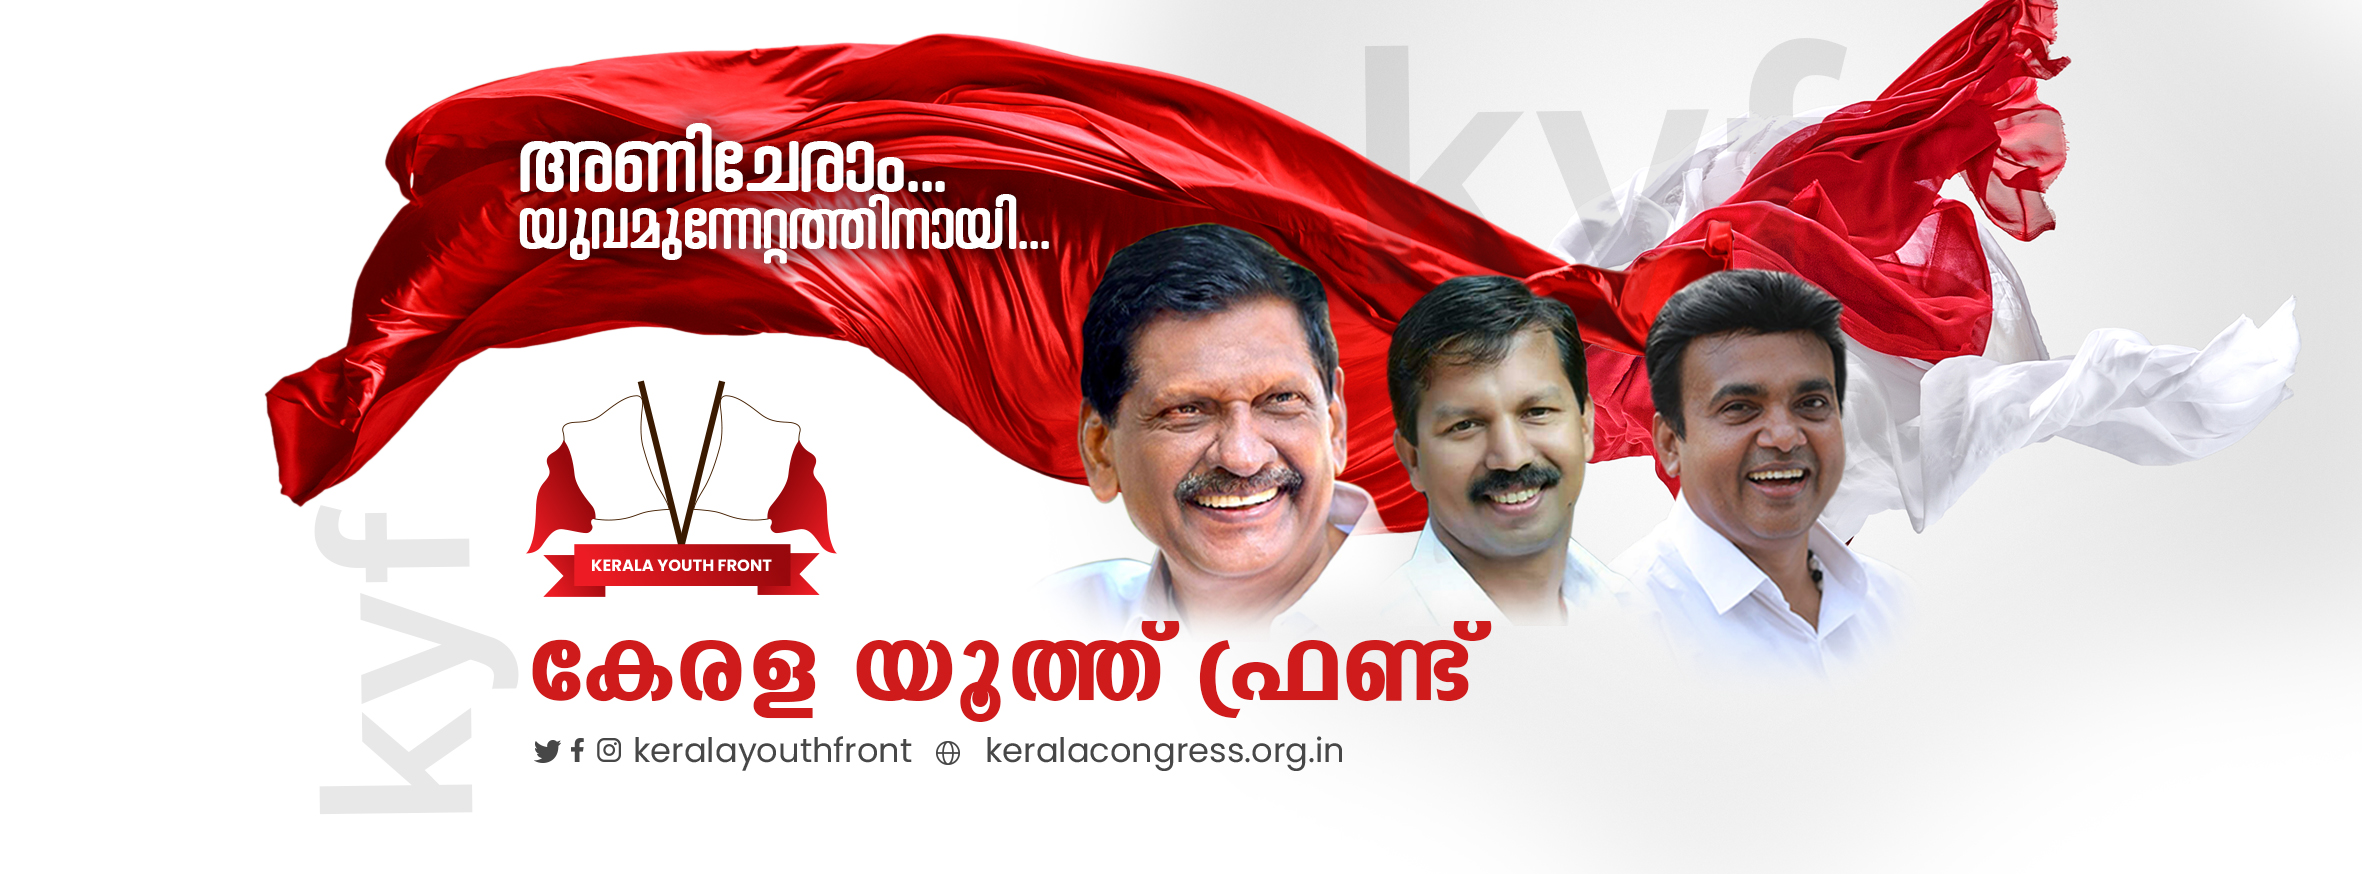 kyf
അണിചേരാം...
യുവമുന്നേറ്റത്തിനായി...
KERALA YOUTH FRONT
kyf
കേരള യൂത്ത് ഫ്രണ്ട്
keralayouthfront keralacongress.org.in